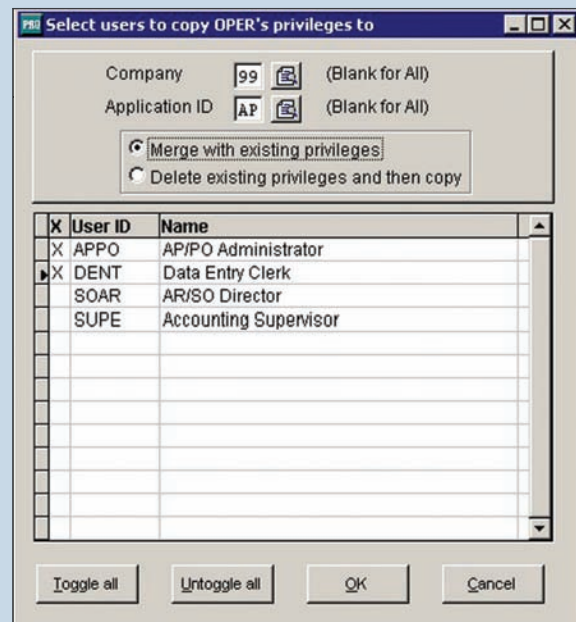 PRO Select users to copy OPER's privileges to
Company 99 (Blank for All)
Application ID AP (Blank for All)
Merge with existing privileges
Delete existing privileges and then copy
X User ID Name
X APPO AP/PO Administrator
X DENT Data Entry Clerk
SOAR AR/SO Director
SUPE Accounting Supervisor
Toggle all Untoggle all OK Cancel